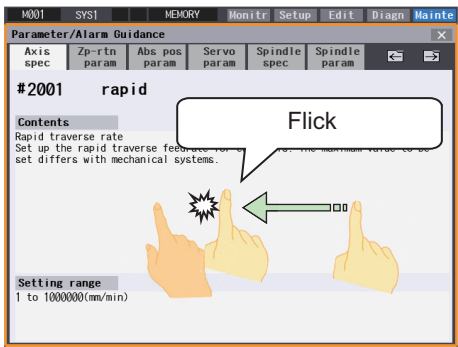 M001 SYS1 MEMORY Monitr Setup Edit Diagn Mainte
Parameter/Alarm Guidance
Axis spec Zp-rtn param Abs pos param Servo param Spindle spec Spindle param
#2001 rapid
Flick
Contents
Rapid traverse rate
Set up the rapid traverse feedrate for The maximum value to be
set differs with mechanical systems.
Setting range
1 to 1000000(mm/min)